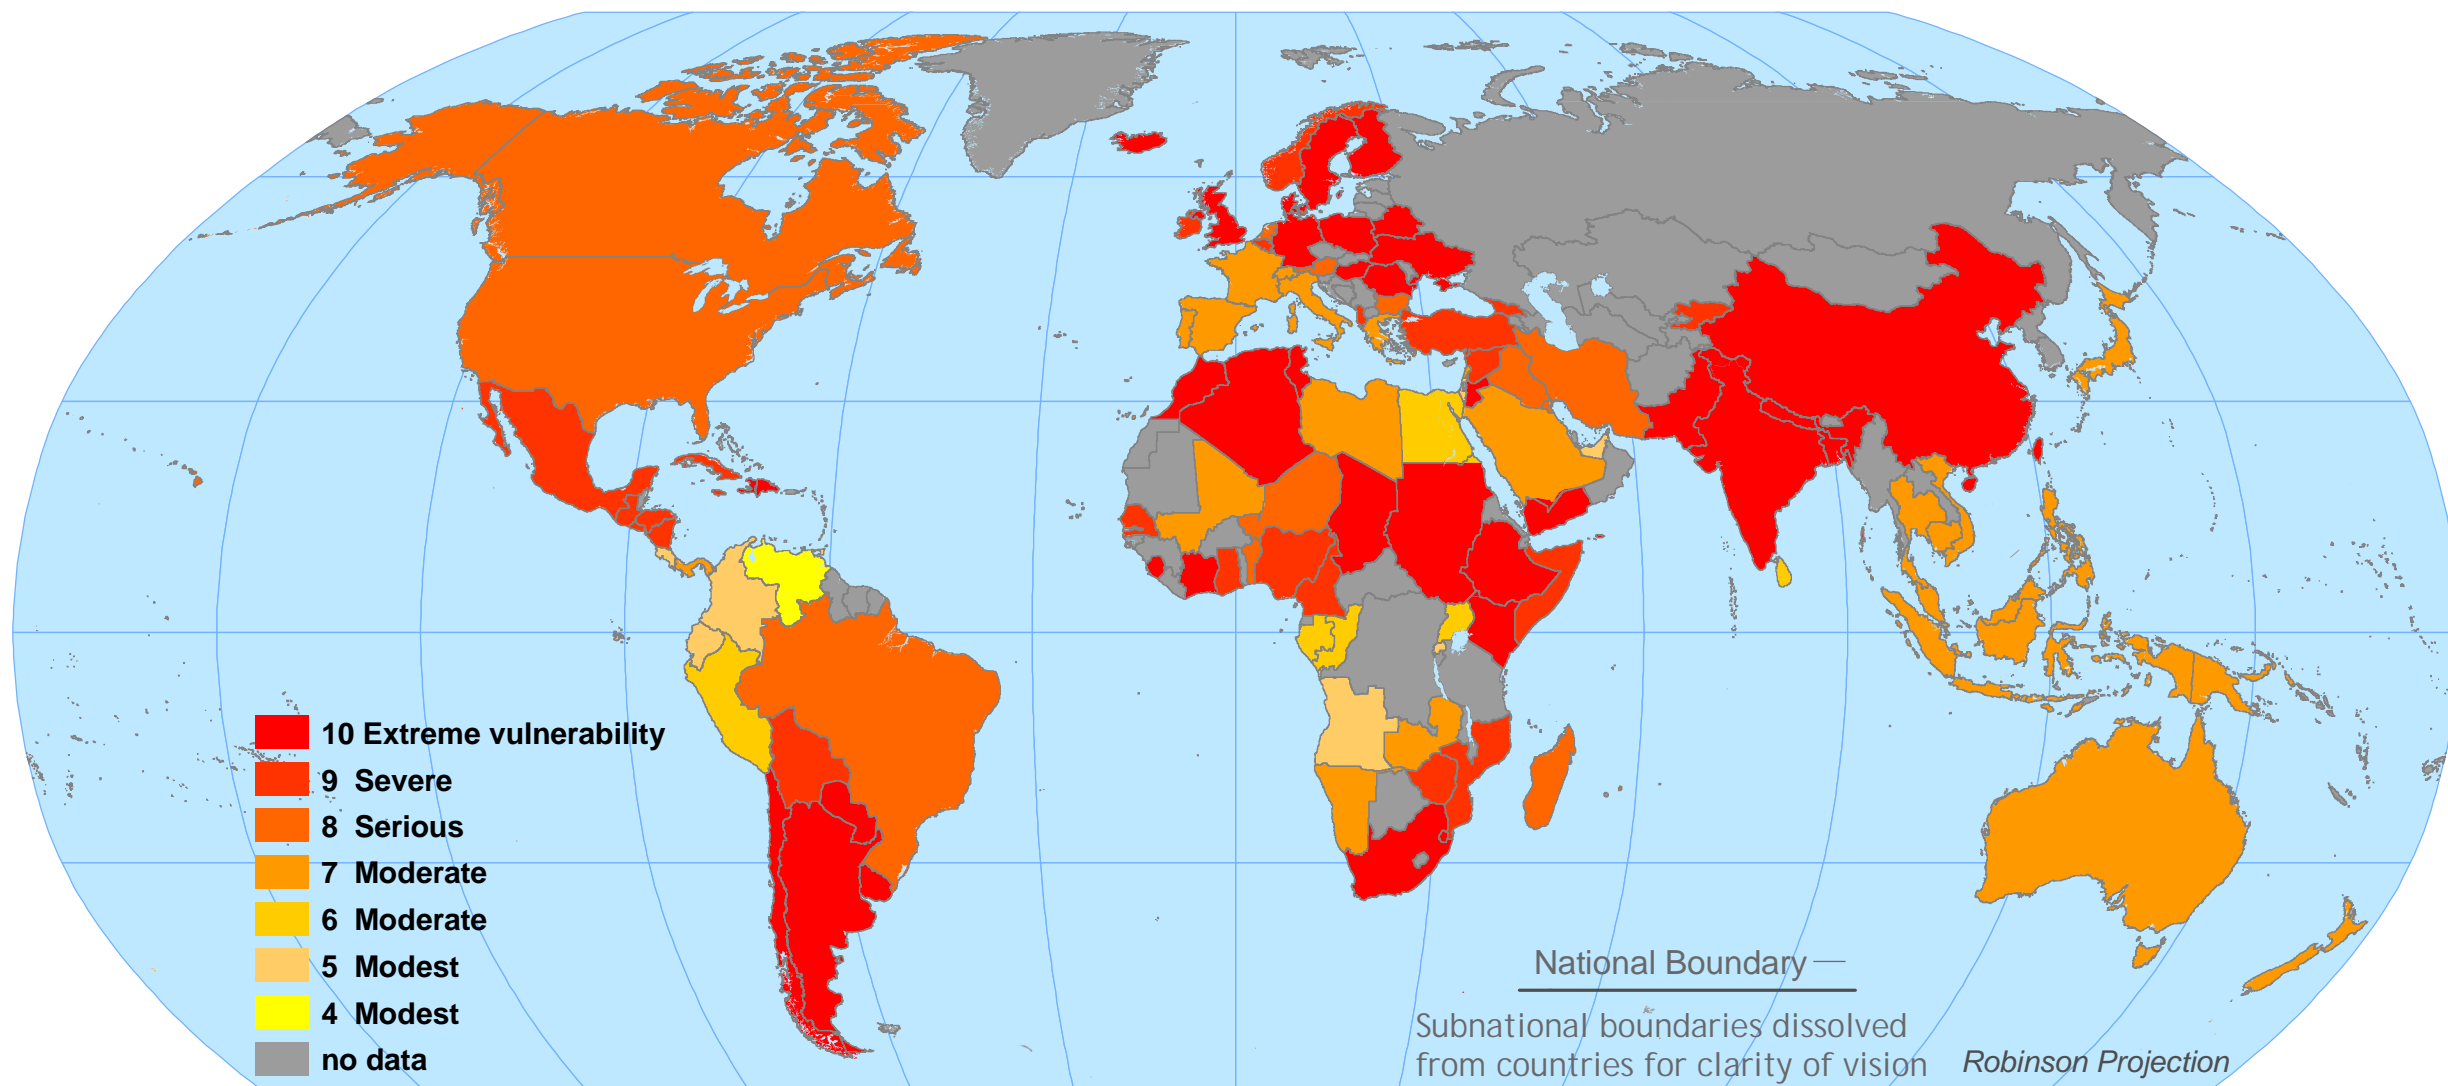 10 Extreme vulnerability
9 Severe
8 Serious
7 Moderate
6 Moderate
5 Modest
4 Modest
no data
National Boundary
Subnational boundaries dissolved
from countries for clarity of vision
Robinson Projection